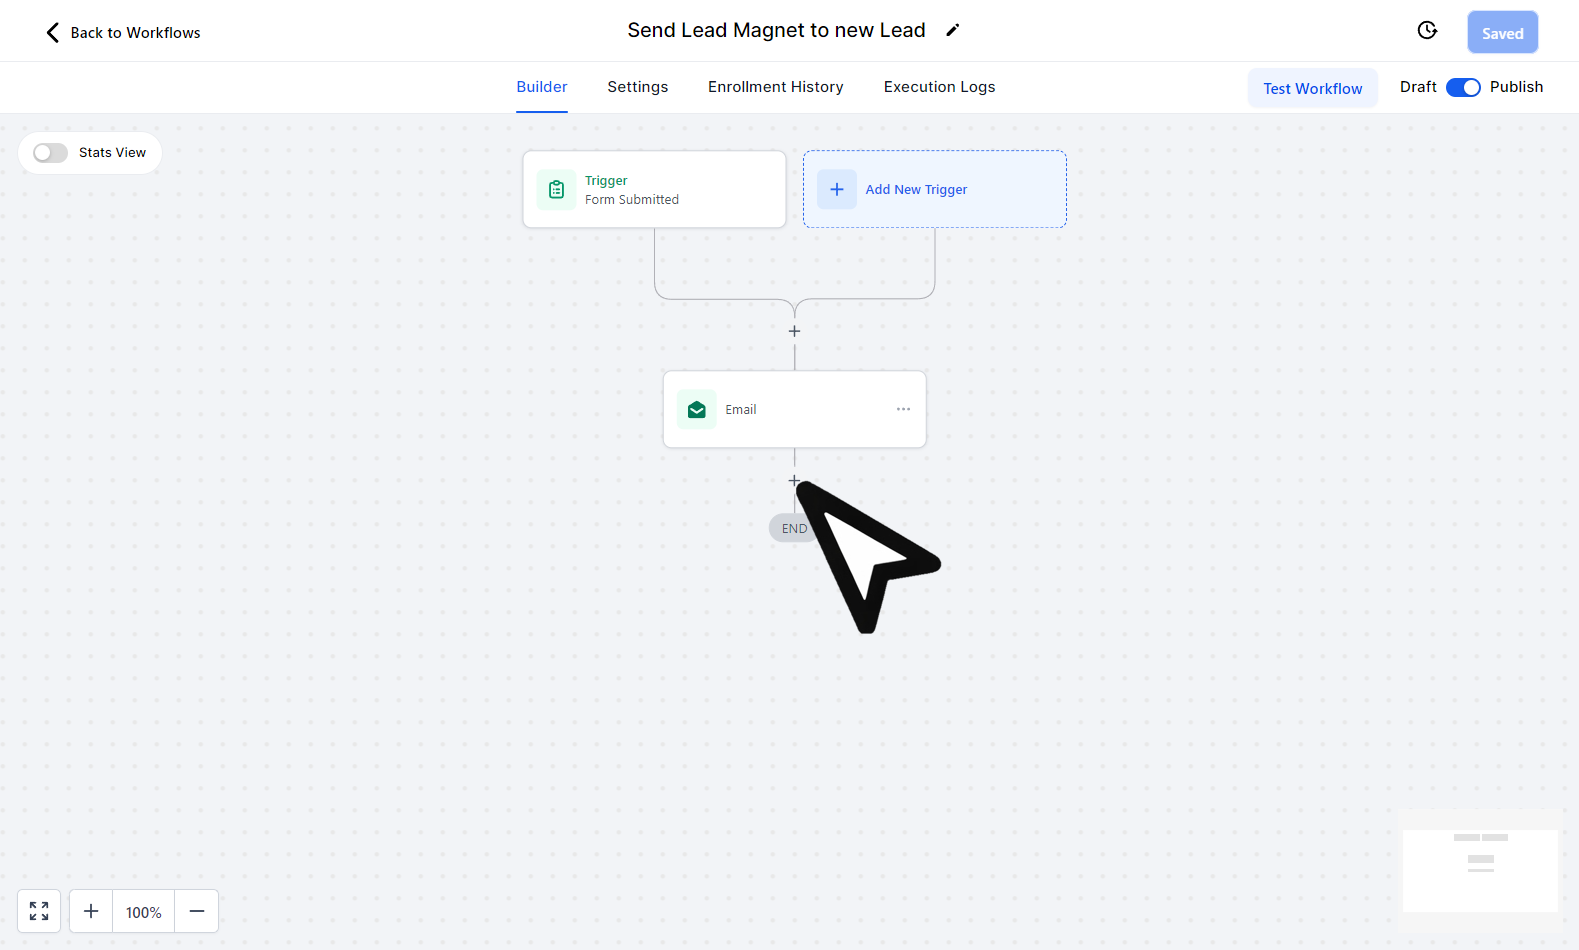 Back to Workflows
Send Lead Magnet to new Lead
Saved
Builder
Settings
Enrollment History
Execution Logs
Test Workflow
Draft
Publish
Stats View
Trigger
Form Submitted
Add New Trigger
Email
END
100%